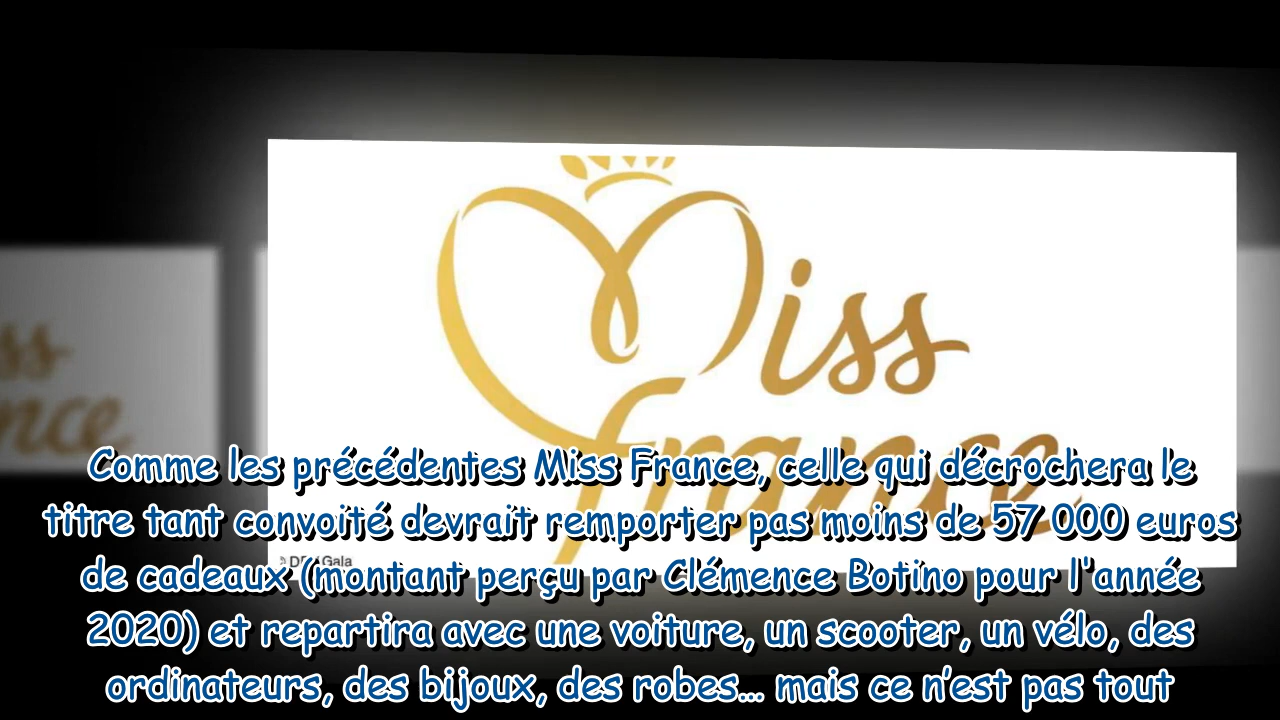 Miss
france
ss
nce
Comme les précédentes Miss France, celle qui décrochera le
titre tant convoité devrait remporter pas moins de 57 000 euros
de cadeaux (montant perçu par Clémence Botino pour l'année
2020) et repartira avec une voiture, un scooter, un vélo, des
ordinateurs, des bijoux, des robes... mais ce n’est pas tout